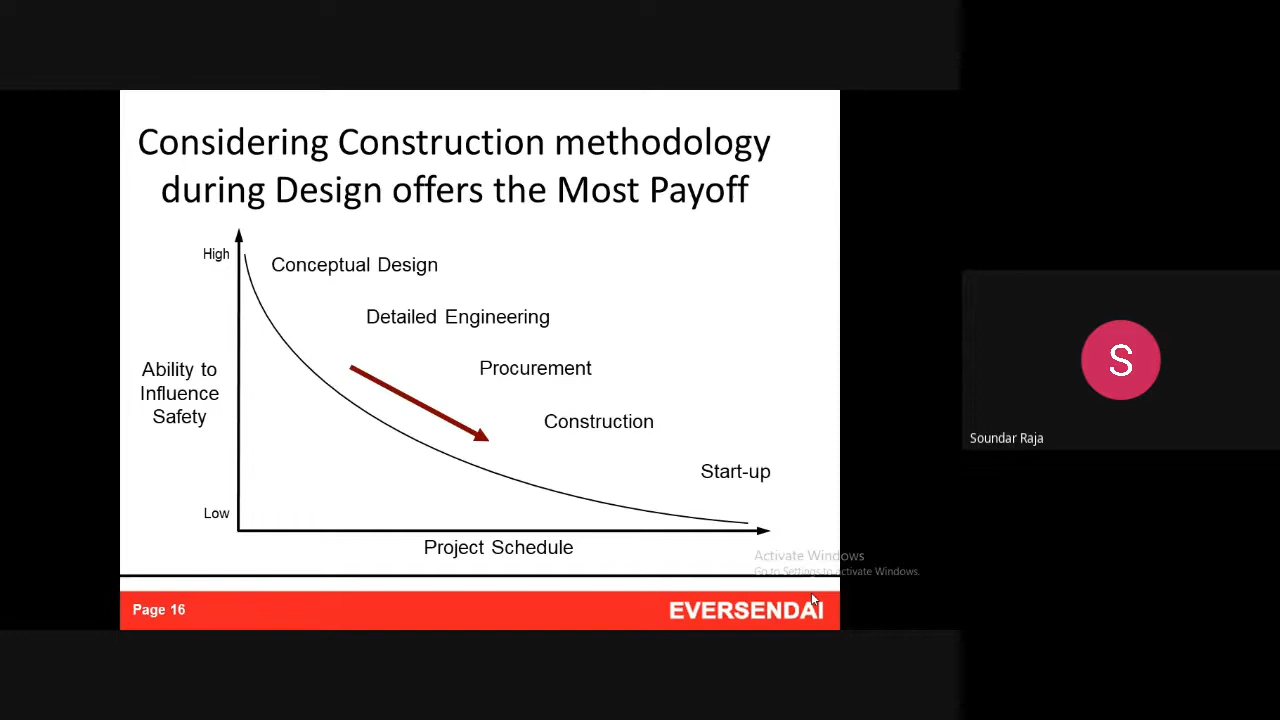 Considering Construction methodology
during Design offers the Most Payoff
High
Conceptual Design
Detailed Engineering
Ability to
Influence
Safety
Procurement
Construction
Start-up
Low
Project Schedule
Activate Windows
Go to Settings to activate Windows.
Page 16
EVERSENDAI
S
Soundar Raja